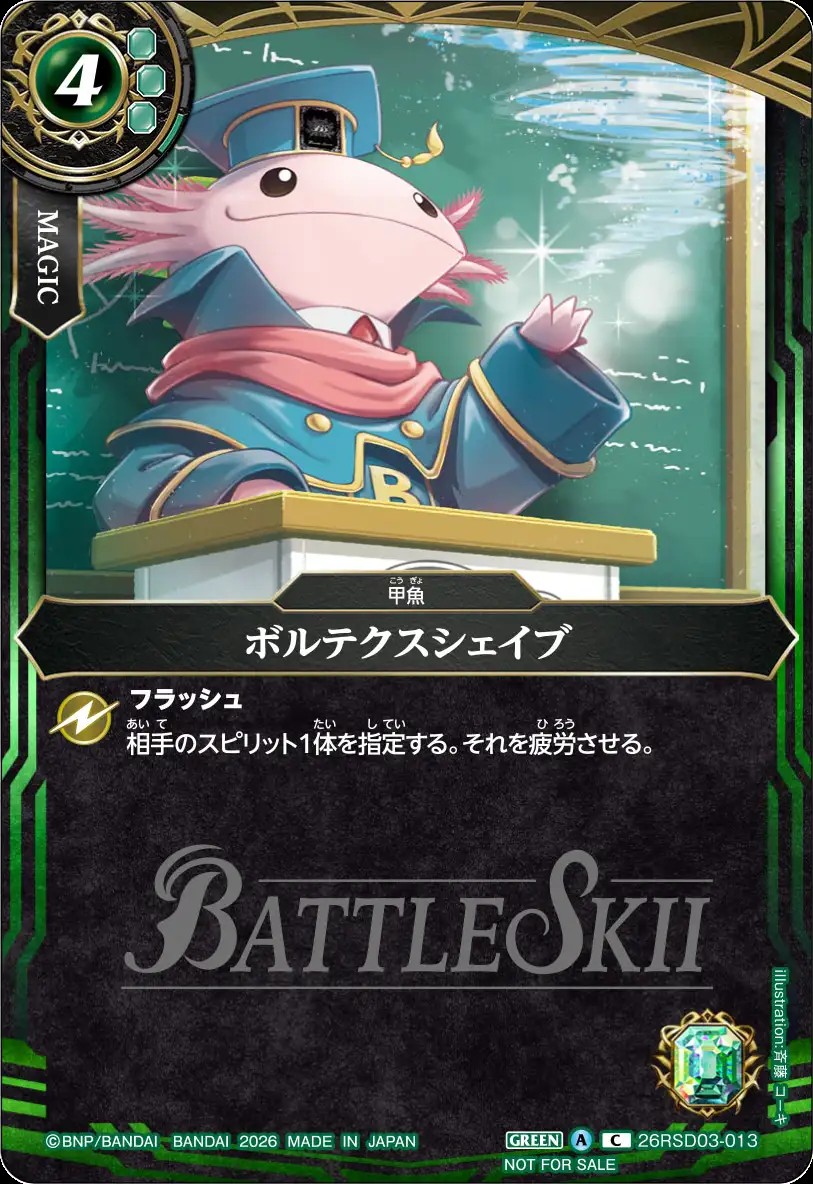 4
MAGIC
B
甲魚
こうぎょ
ボルテクスシェイブ
フラッシュ
あいて たい してい ひろう
相手のスピリット1体を指定する。それを疲労させる。
BATTLE SKII
illustration:斉藤 コーキ
©BNP/BANDAI BANDAI 2026 MADE IN JAPAN
GREEN A C 26RSD03-013
NOT FOR SALE